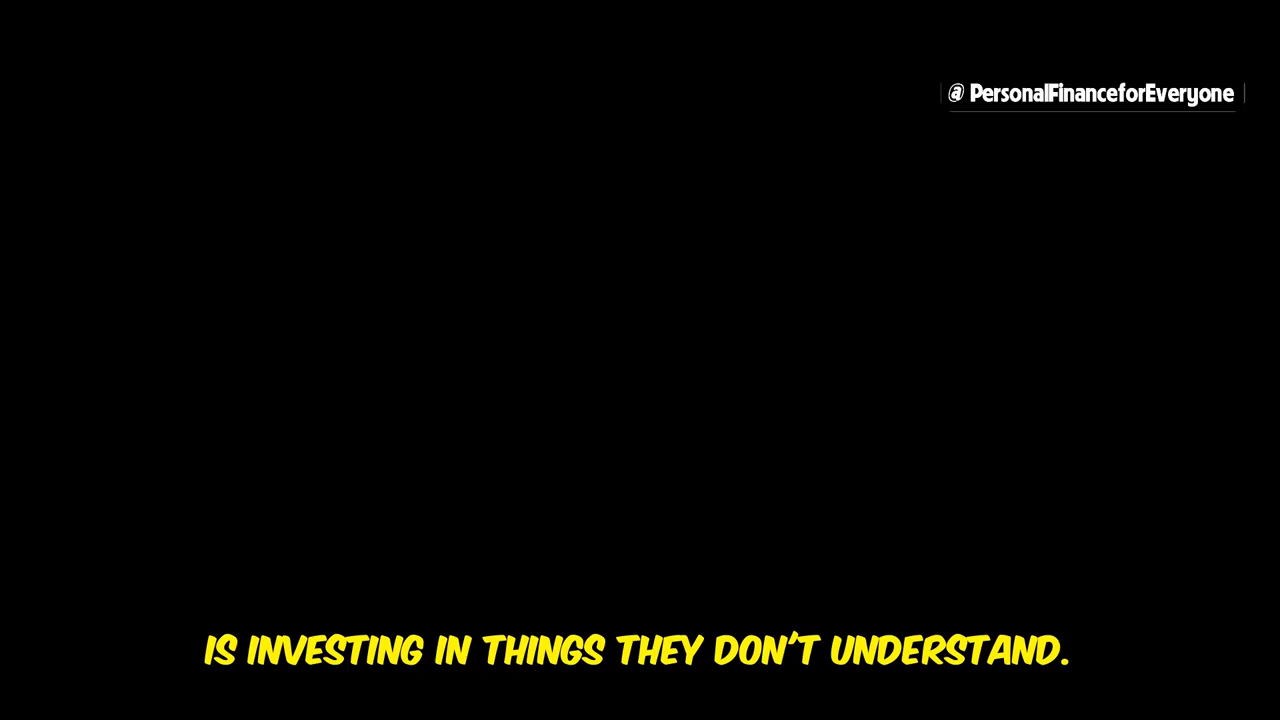 @ PersonalFinanceforEveryone
IS INVESTING IN THINGS THEY DON'T UNDERSTAND.